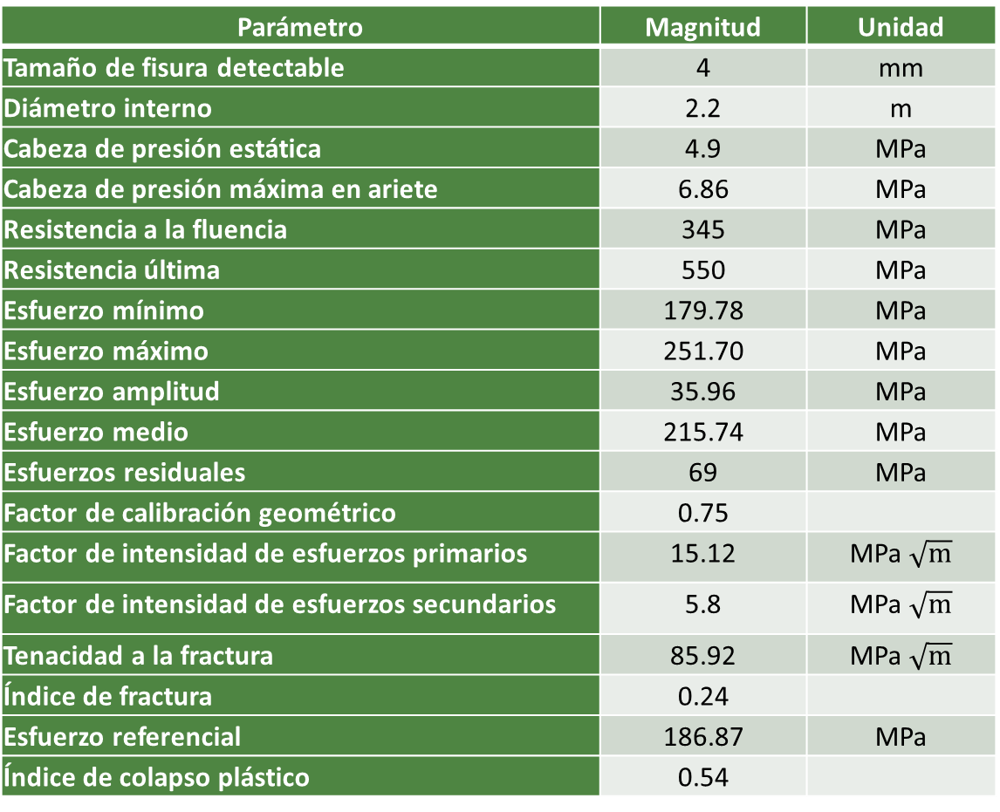 Parámetro Magnitud Unidad
Tamaño de fisura detectable 4 mm
Diámetro interno 2.2 m
Cabeza de presión estática 4.9 MPa
Cabeza de presión máxima en ariete 6.86 MPa
Resistencia a la fluencia 345 MPa
Resistencia última 550 MPa
Esfuerzo mínimo 179.78 MPa
Esfuerzo máximo 251.70 MPa
Esfuerzo amplitud 35.96 MPa
Esfuerzo medio 215.74 MPa
Esfuerzos residuales 69 MPa
Factor de calibración geométrico 0.75
Factor de intensidad de esfuerzos primarios 15.12 MPa √m
Factor de intensidad de esfuerzos secundarios 5.8 MPa √m
Tenacidad a la fractura 85.92 MPa √m
Índice de fractura 0.24
Esfuerzo referencial 186.87 MPa
Índice de colapso plástico 0.54